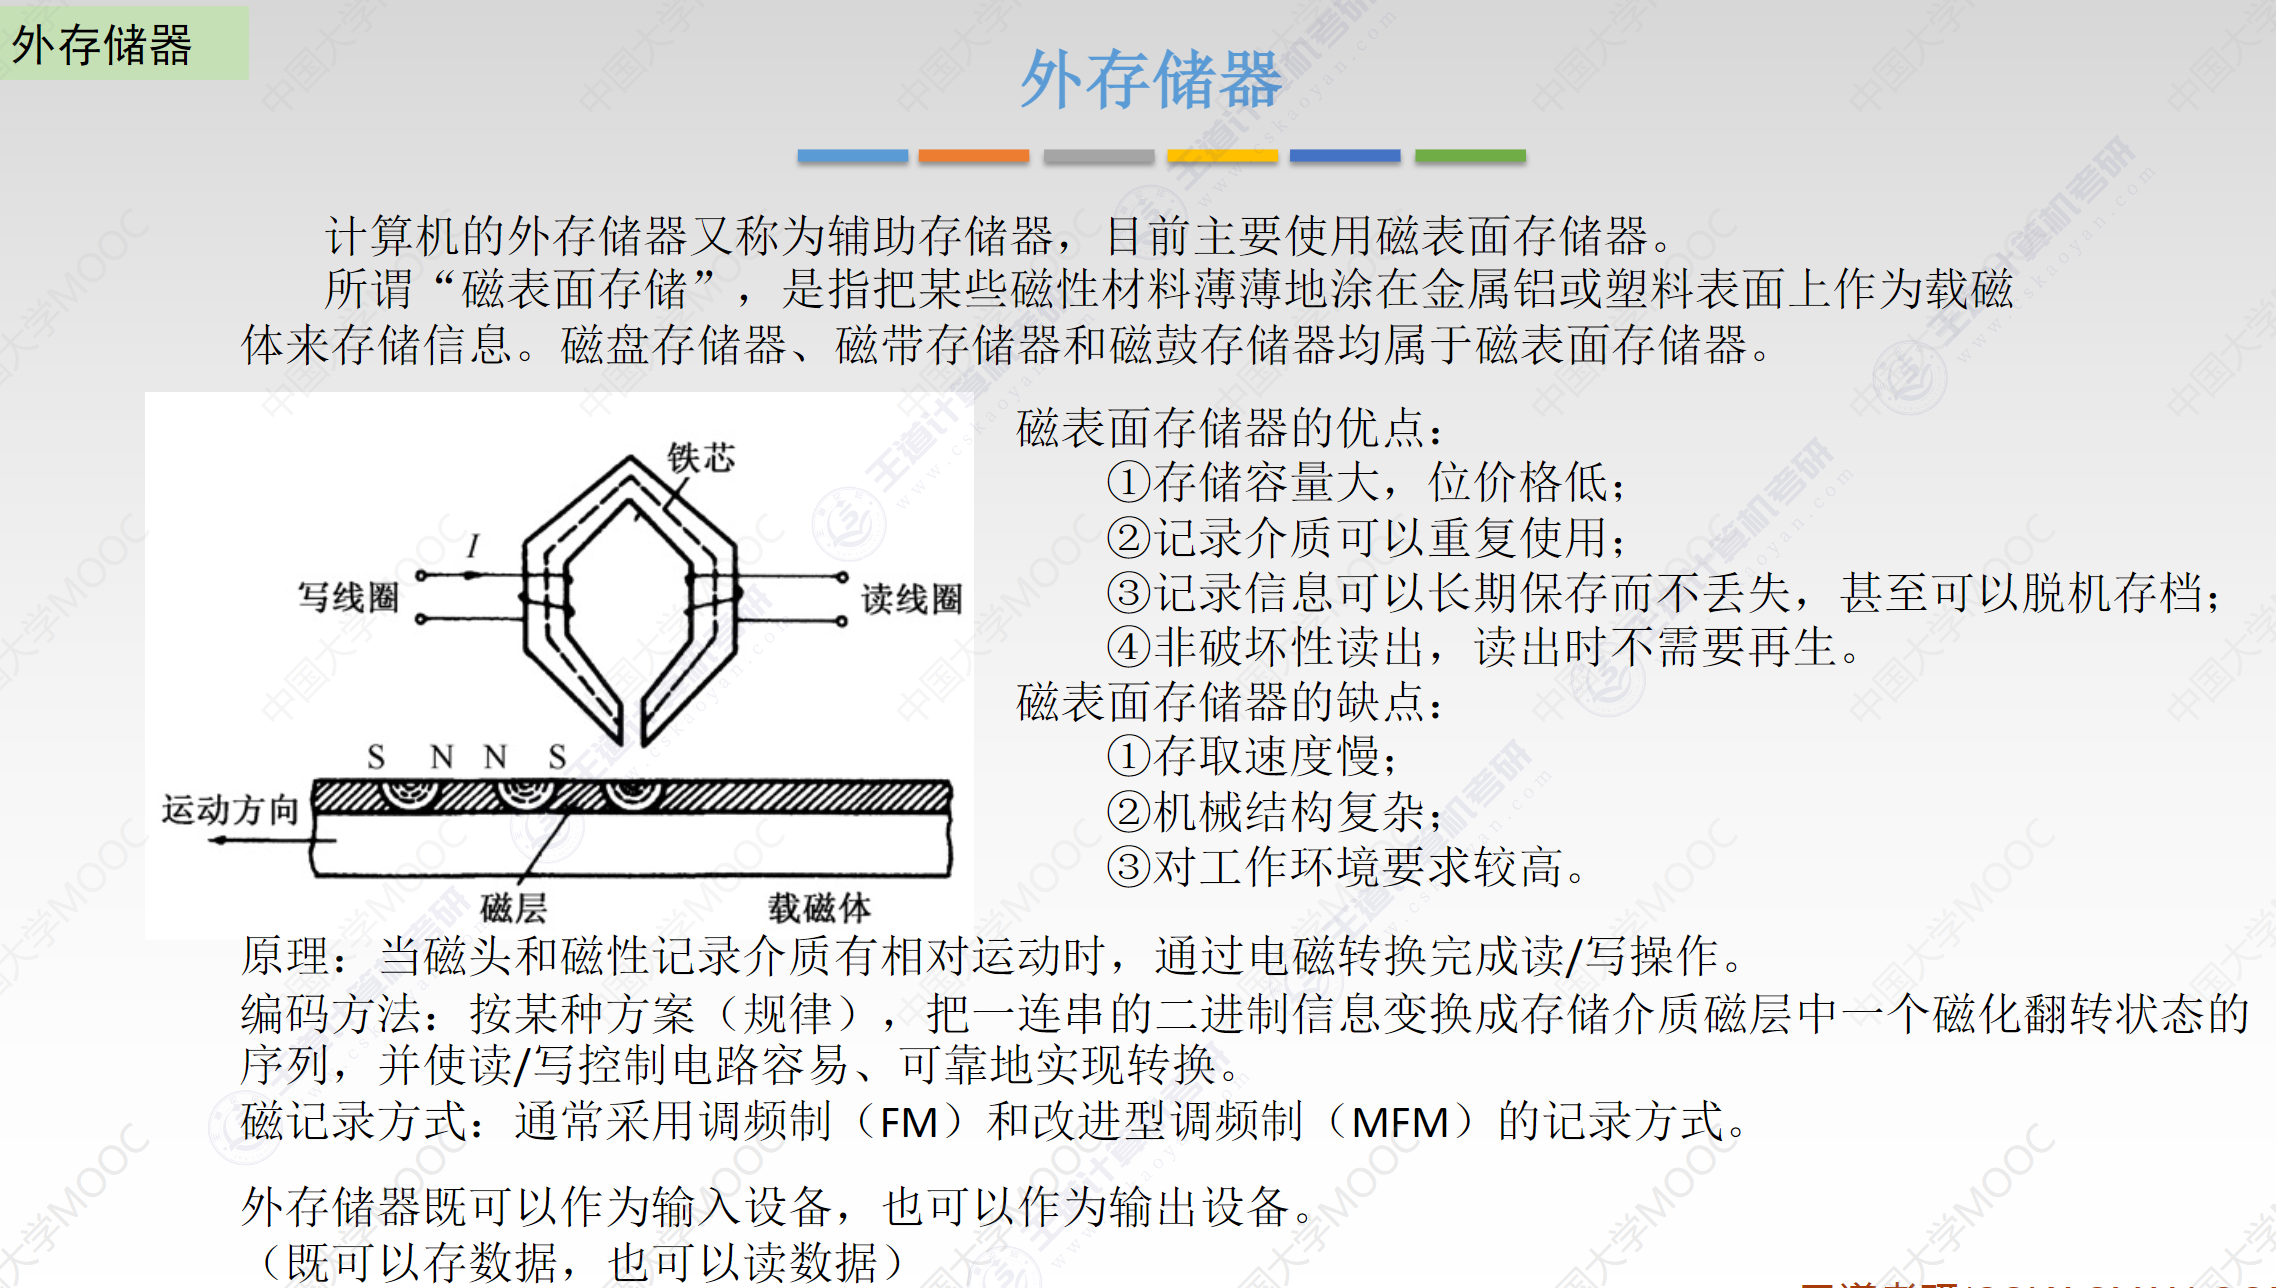 外存储器
外存储器
计算机的外存储器又称为辅助存储器，目前主要使用磁表面存储器。
所谓“磁表面存储”，是指把某些磁性材料薄薄地涂在金属铝或塑料表面上作为载磁
体来存储信息。磁盘存储器、磁带存储器和磁鼓存储器均属于磁表面存储器。
铁芯
I
写线圈
读线圈
S N N S
运动方向
磁层
载磁体
磁表面存储器的优点：
①存储容量大，位价格低；
②记录介质可以重复使用；
③记录信息可以长期保存而不丢失，甚至可以脱机存档；
④非破坏性读出，读出时不需要再生。
磁表面存储器的缺点：
①存取速度慢；
②机械结构复杂；
③对工作环境要求较高。
原理：当磁头和磁性记录介质有相对运动时，通过电磁转换完成读/写操作。
编码方法：按某种方案（规律），把一连串的二进制信息变换成存储介质磁层中一个磁化翻转状态的
序列，并使读/写控制电路容易、可靠地实现转换。
磁记录方式：通常采用调频制（FM）和改进型调频制（MFM）的记录方式。
外存储器既可以作为输入设备，也可以作为输出设备。
（既可以存数据，也可以读数据）
中国大学MOOC
王道计算机考研
www.cskaoyan.com